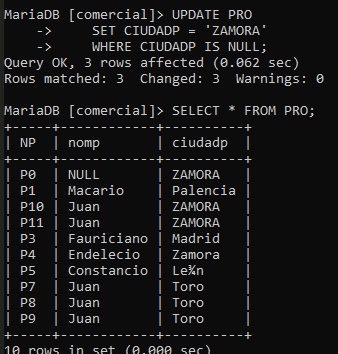 MariaDB [comercial]> UPDATE PRO
    ->     SET CIUDADP = 'ZAMORA'
    ->     WHERE CIUDADP IS NULL;
Query OK, 3 rows affected (0.062 sec)
Rows matched: 3  Changed: 3  Warnings: 0
MariaDB [comercial]> SELECT * FROM PRO;
+-----+------------+----------+
| NP  | nomp       | ciudadp  |
+-----+------------+----------+
| P0  | NULL       | ZAMORA   |
| P1  | Macario    | Palencia |
| P10 | Juan       | ZAMORA   |
| P11 | Juan       | ZAMORA   |
| P3  | Fauriciano | Madrid   |
| P4  | Endelecio  | Zamora   |
| P5  | Constancio | Le¾n     |
| P7  | Juan       | Toro     |
| P8  | Juan       | Toro     |
| P9  | Juan       | Toro     |
+-----+------------+----------+
10 rows in set (0.000 sec)